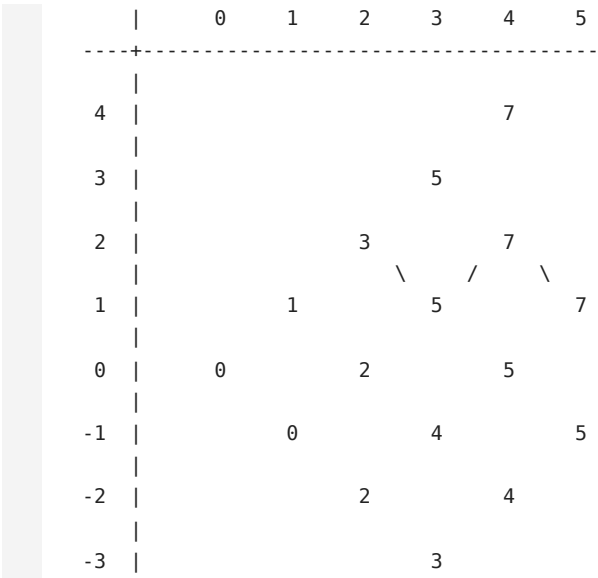 |      0     1     2     3     4     5
----+--------------------------------------
    |
 4  |                              7
    |
 3  |                        5
    |
 2  |                  3           7
    |                     \     /     \
 1  |            1           5           7
    |
 0  |      0           2           5
    |
-1  |            0           4           5
    |
-2  |                  2           4
    |
-3  |                        3